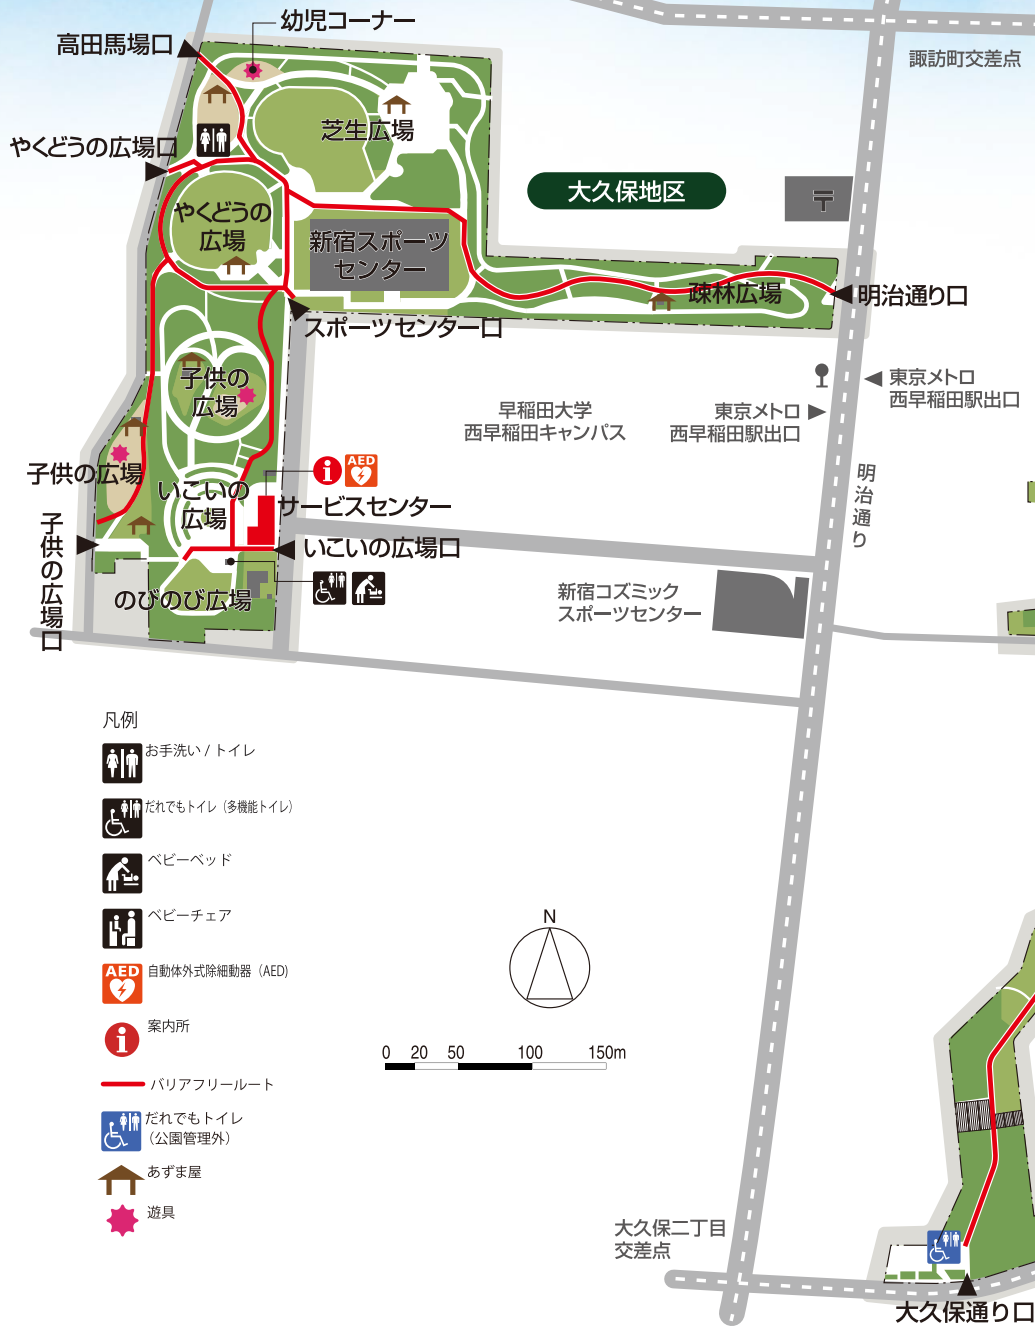 幼児コーナー
高田馬場口
諏訪町交差点
芝生広場
やくどうの広場口
大久保地区
〒
やくどうの
広場
新宿スポーツ
センター
疎林広場
明治通り口
スポーツセンター口
子供の
広場
東京メトロ
西早稲田駅出口
早稲田大学
西早稲田キャンパス
東京メトロ
西早稲田駅出口
子供の広場
AED
いこいの
広場
サービスセンター
明治通り
子供の広場口
いこいの広場口
のびのび広場
新宿コズミック
スポーツセンター
凡例
お手洗い / トイレ
だれでもトイレ（多機能トイレ）
ベビーベッド
ベビーチェア
AED
自動体外式除細動器（AED）
案内所
バリアフリールート
だれでもトイレ
（公園管理外）
あずま屋
遊具
N
0 20 50 100 150m
大久保二丁目
交差点
大久保通り口